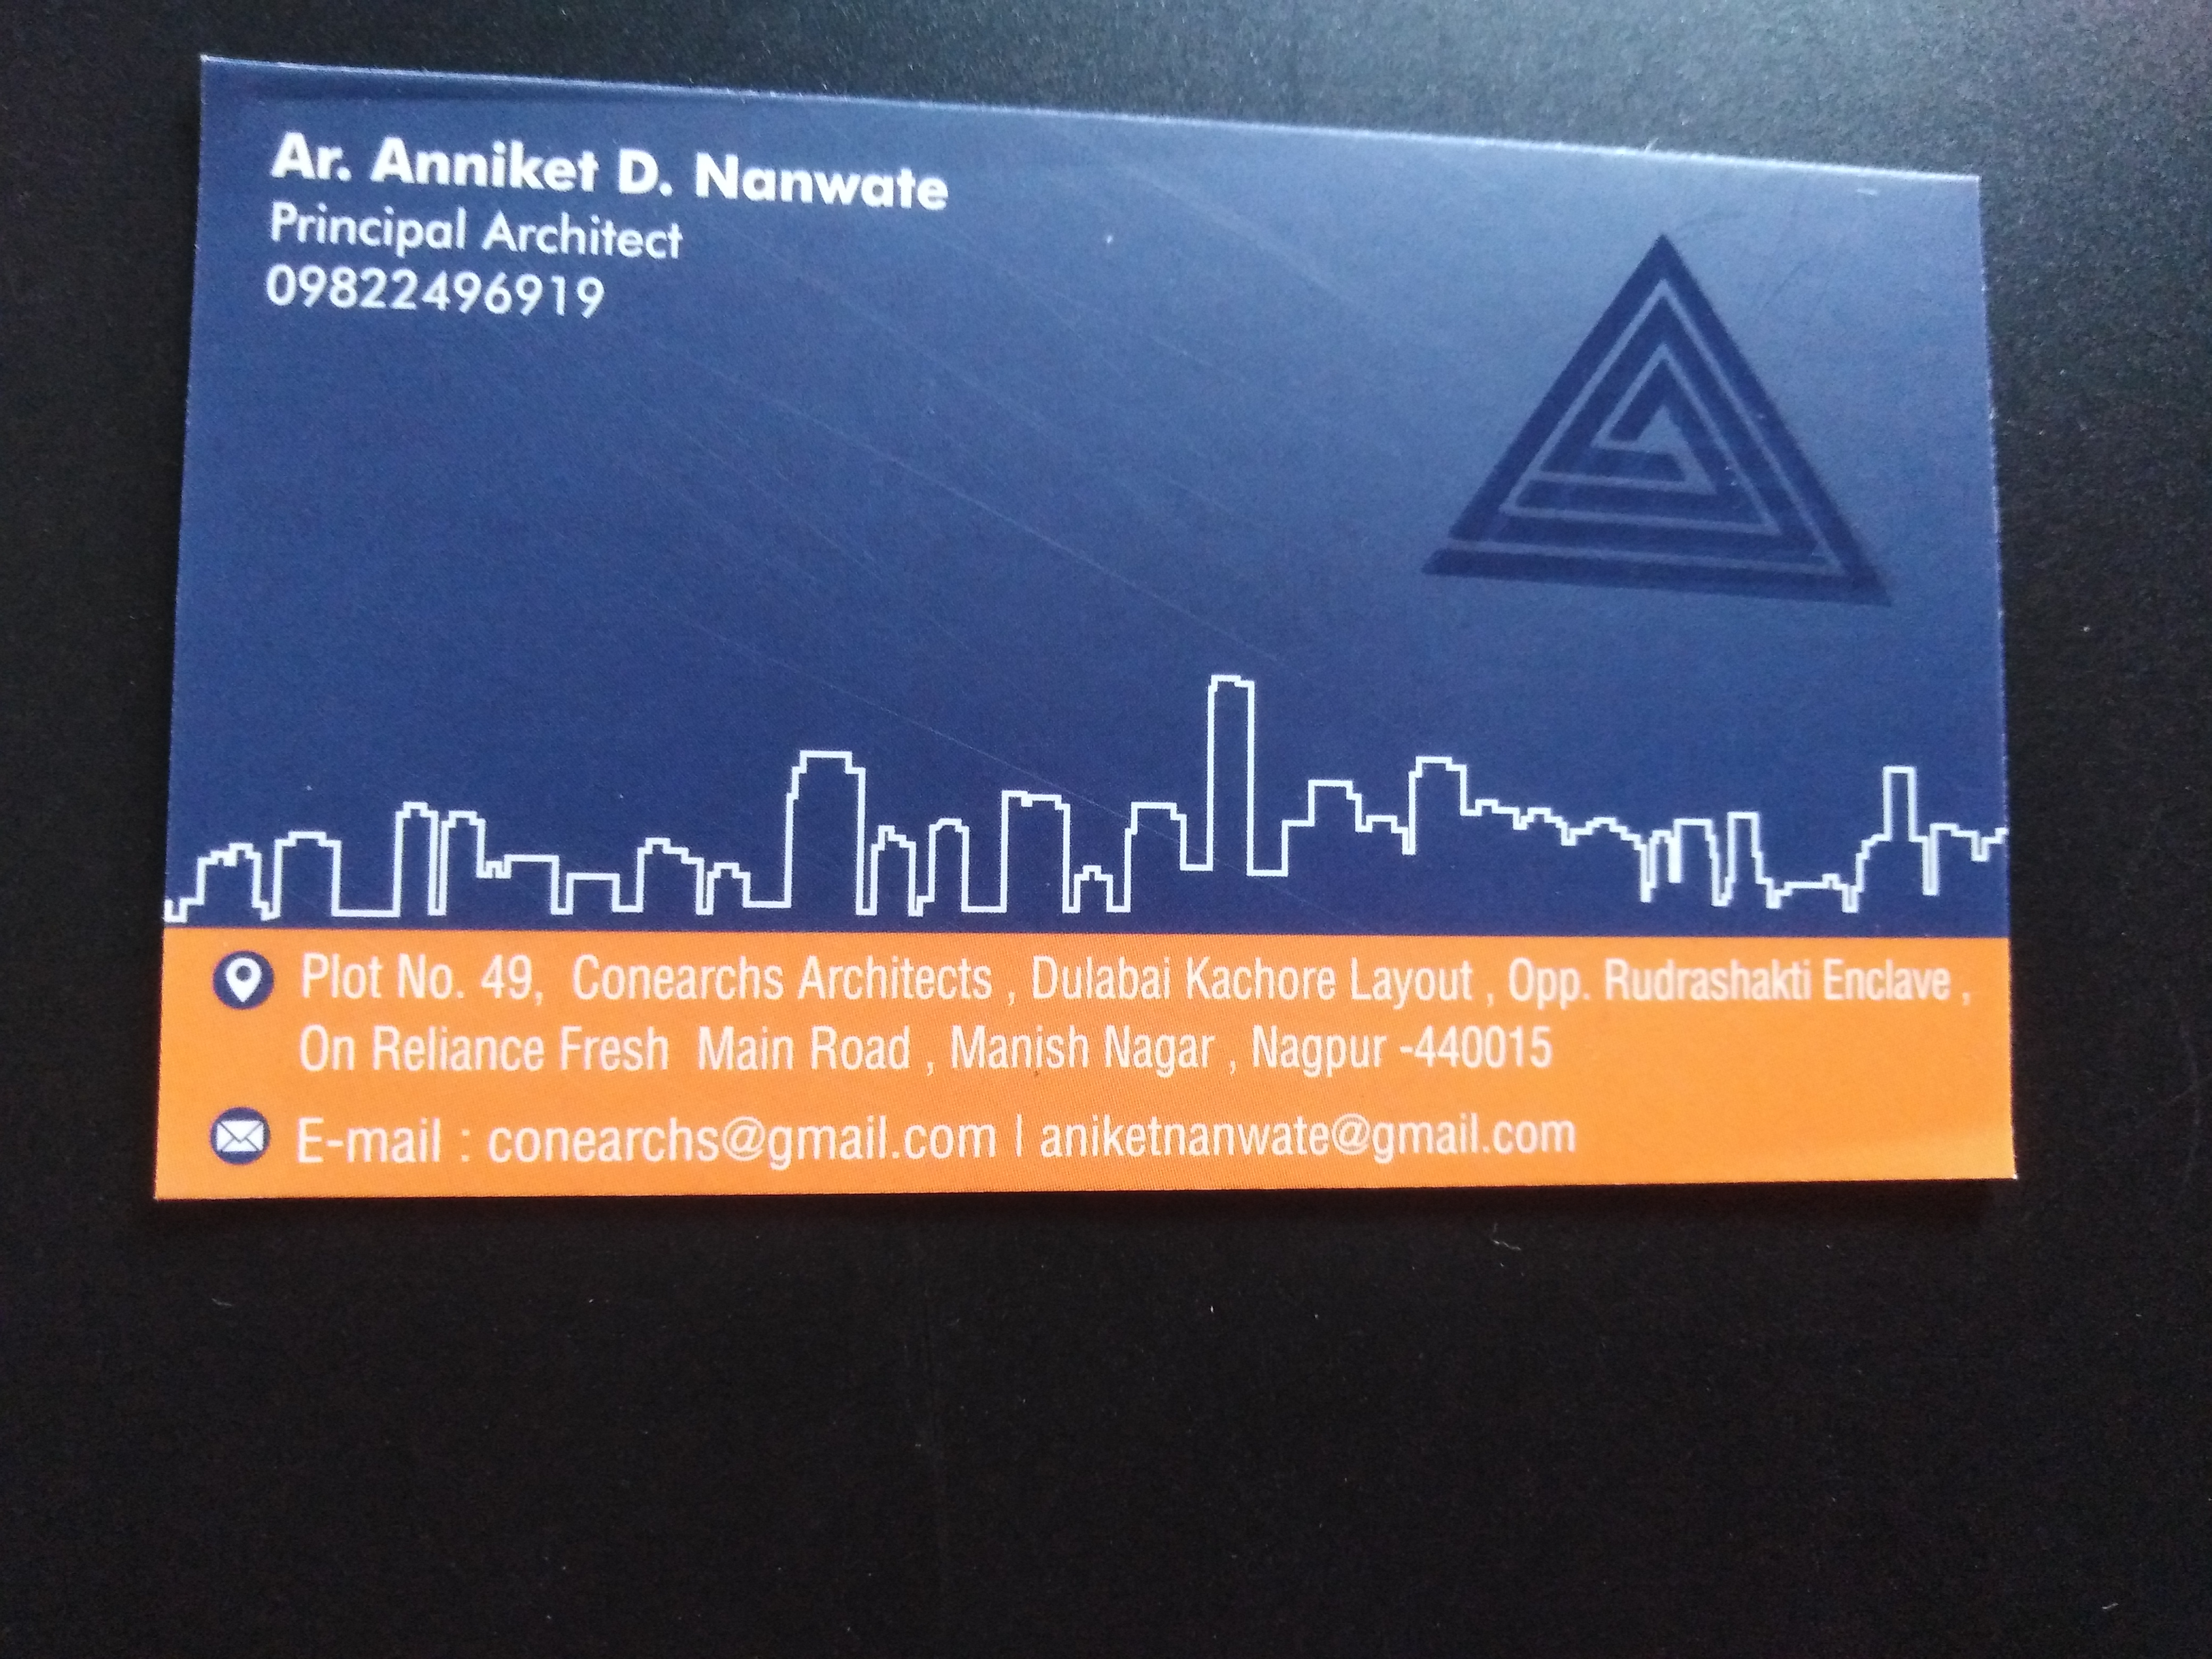 Ar. Anniket D. Nanwate
Principal Architect
09822496919
Plot No. 49, Conearchs Architects , Dulabai Kachore Layout , Opp. Rudrashakti Enclave ,
On Reliance Fresh Main Road , Manish Nagar , Nagpur -440015
E-mail : conearchs@gmail.com | aniketnanwate@gmail.com